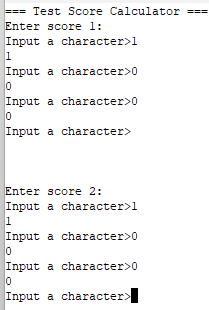 === Test Score Calculator ===
Enter score 1:
Input a character>1
1
Input a character>0
0
Input a character>0
0
Input a character>
Enter score 2:
Input a character>1
1
Input a character>0
0
Input a character>0
0
Input a character>